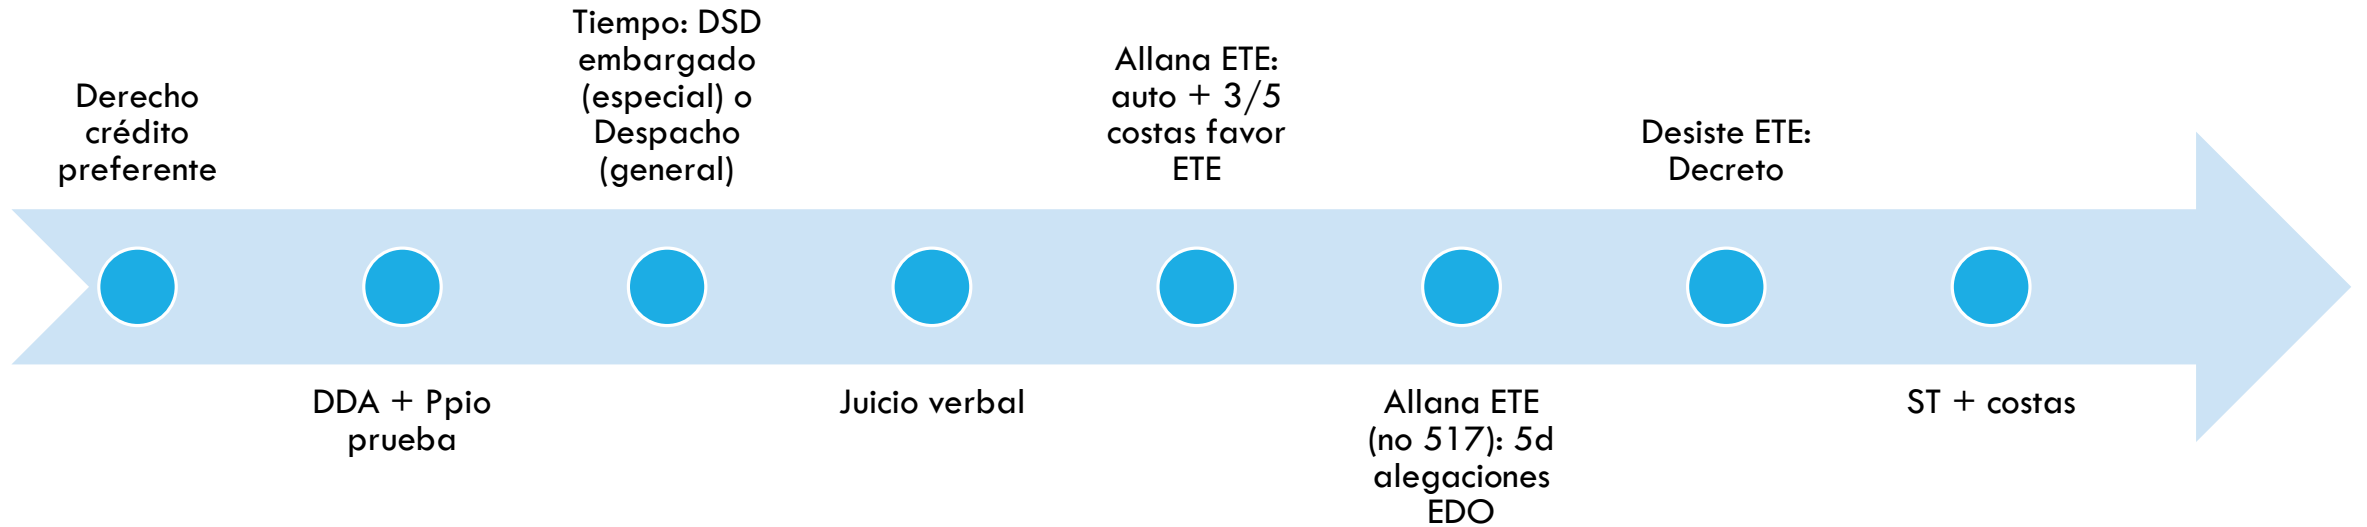 Derecho
crédito
preferente
DDA + Ppio
prueba
Tiempo: DSD
embargado
(especial) o
Despacho
(general)
Juicio verbal
Allana ETE:
auto + 3/5
costas favor
ETE
Allana ETE
(no 517): 5d
alegaciones
EDO
Desiste ETE:
Decreto
ST + costas